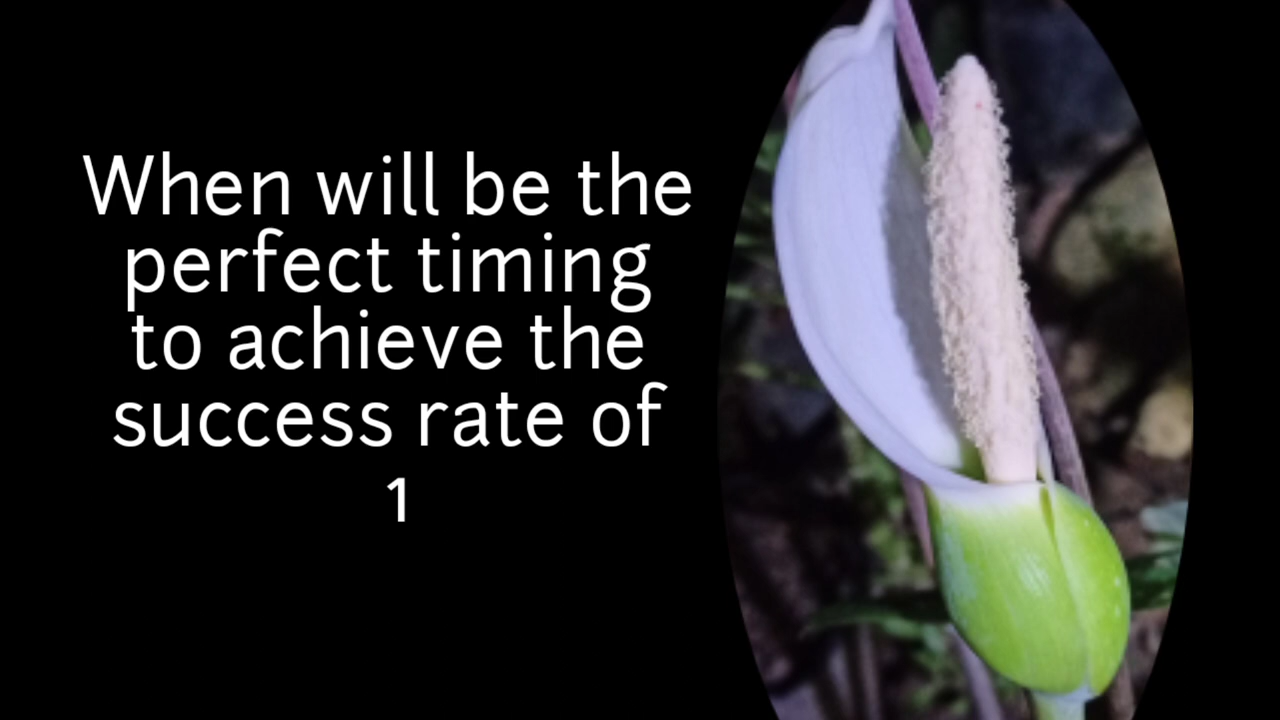 When will be the
perfect timing
to achieve the
success rate of
1